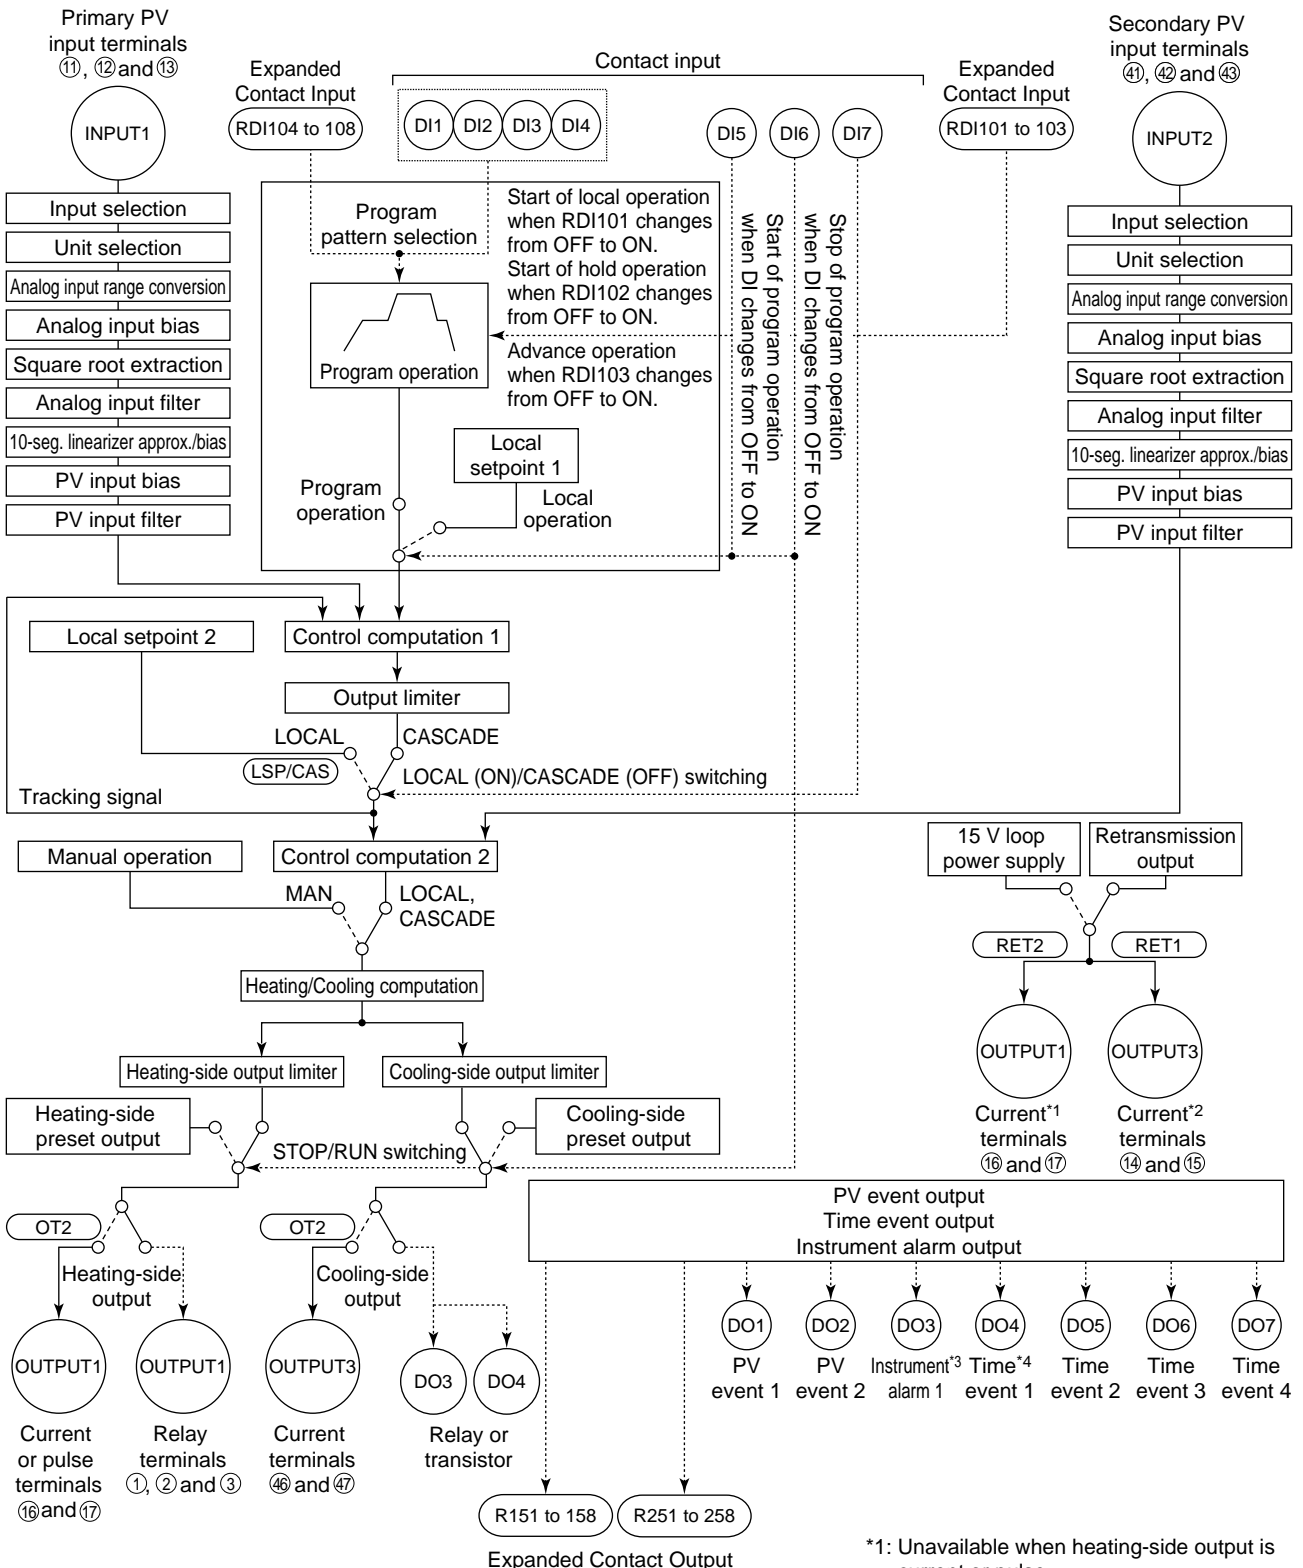 Primary PV
input terminals
⑪, ⑫ and ⑬
INPUT1
Input selection
Unit selection
Analog input range conversion
Analog input bias
Square root extraction
Analog input filter
10-seg. linearizer approx./bias
PV input bias
PV input filter
Expanded
Contact Input
RDI104 to 108
Contact input
DI1
DI2
DI3
DI4
DI5
DI6
DI7
Expanded
Contact Input
RDI101 to 103
Secondary PV
input terminals
㊶, ㊷ and ㊸
INPUT2
Input selection
Unit selection
Analog input range conversion
Analog input bias
Square root extraction
Analog input filter
10-seg. linearizer approx./bias
PV input bias
PV input filter
Program
pattern selection
Program operation
Start of local operation
when RDI101 changes
from OFF to ON.
Start of hold operation
when RDI102 changes
from OFF to ON.
Advance operation
when RDI103 changes
from OFF to ON.
Start of program operation
when DI changes from OFF to ON
Stop of program operation
when DI changes from OFF to ON
Local
setpoint 1
Program
operation
Local
operation
Local setpoint 2
Control computation 1
Output limiter
LOCAL
CASCADE
LSP/CAS
LOCAL (ON)/CASCADE (OFF) switching
Tracking signal
Manual operation
Control computation 2
MAN
LOCAL,
CASCADE
Heating/Cooling computation
15 V loop
power supply
Retransmission
output
RET2
RET1
OUTPUT1
OUTPUT3
Current*1
terminals
⑯ and ⑰
Current*2
terminals
⑭ and ⑮
Heating-side output limiter
Cooling-side output limiter
Heating-side
preset output
Cooling-side
preset output
STOP/RUN switching
OT2
Heating-side
output
OT2
Cooling-side
output
OUTPUT1
OUTPUT1
OUTPUT3
DO3
DO4
Current
or pulse
terminals
⑯ and ⑰
Relay
terminals
①, ② and ③
Current
terminals
㊻ and ㊼
Relay or
transistor
PV event output
Time event output
Instrument alarm output
DO1
DO2
DO3
DO4
DO5
DO6
DO7
PV
event 1
PV
event 2
Instrument*3
alarm 1
Time*4
event 1
Time
event 2
Time
event 3
Time
event 4
R151 to 158
R251 to 258
Expanded Contact Output
*1: Unavailable when heating-side output is